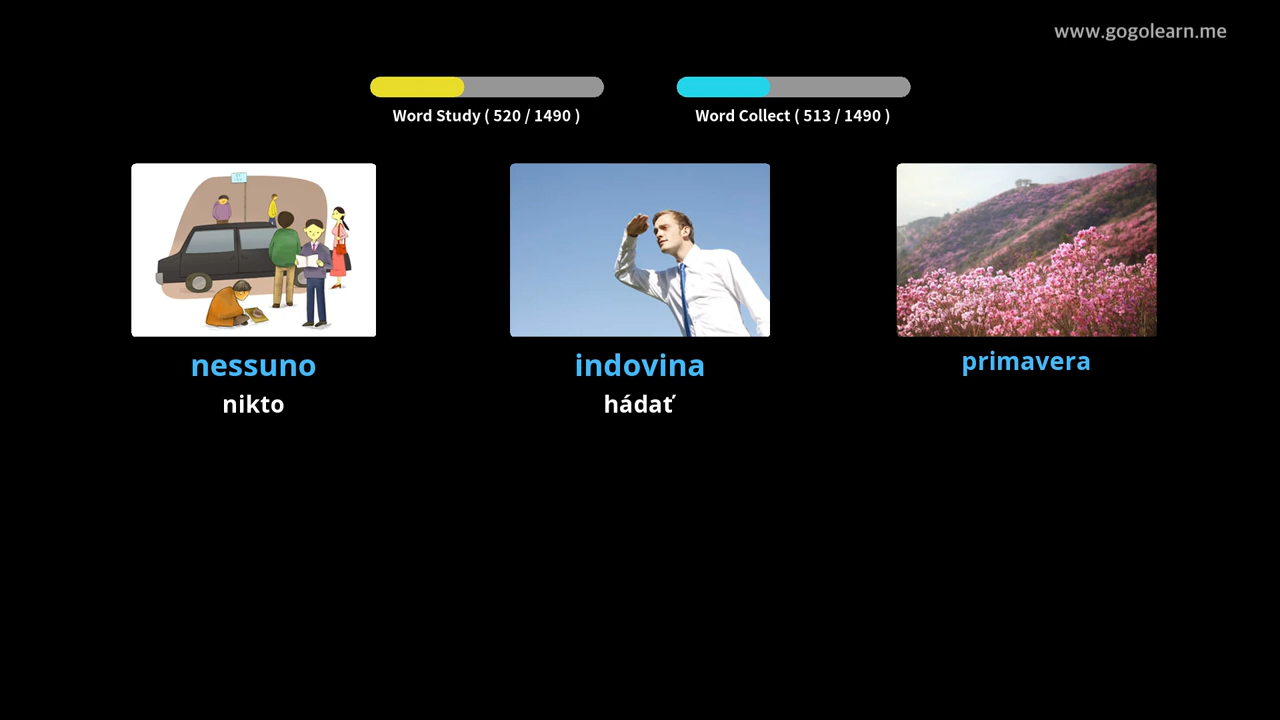 www.gogolearn.me
Word Study ( 520 / 1490 )
Word Collect ( 513 / 1490 )
nessuno
nikto
indovina
hádať
primavera